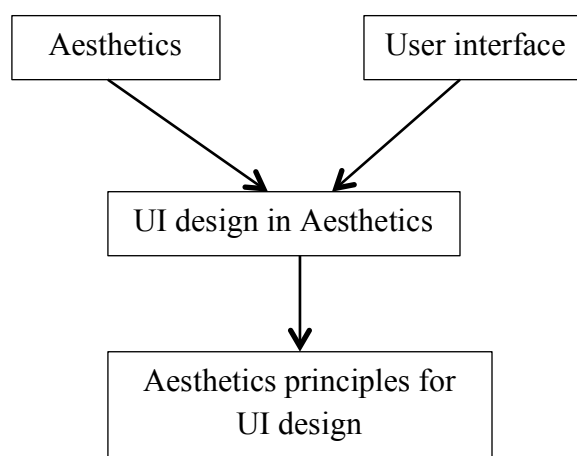 Aesthetics
User interface
UI design in Aesthetics
Aesthetics principles for
UI design